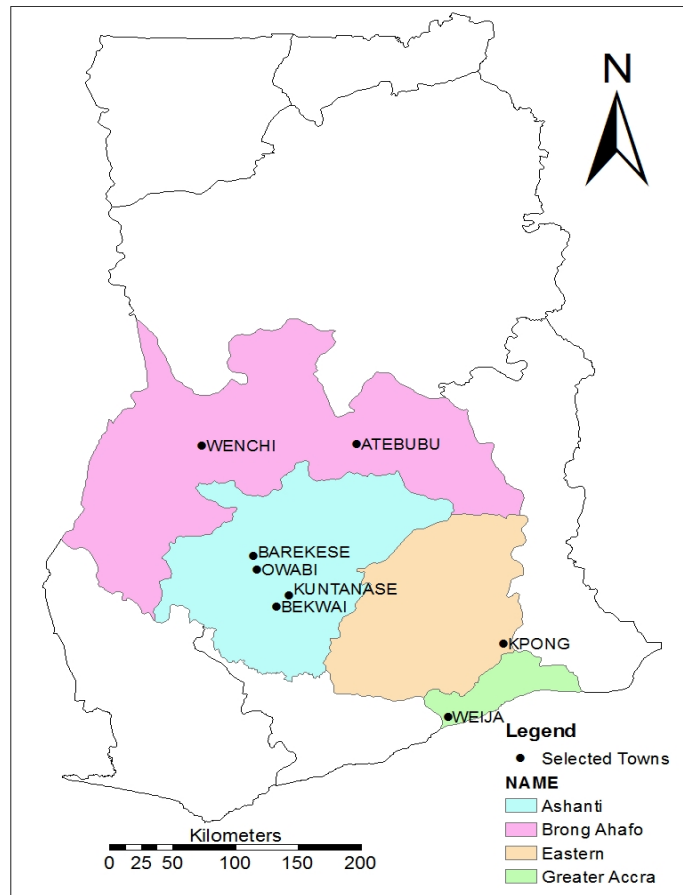 N
WENCHI
ATEBUBU
BAREKESE
OWABI
KUNTANASE
BEKWAI
KPONG
WEIJA
Legend
Selected Towns
NAME
Ashanti
Brong Ahafo
Eastern
Greater Accra
Kilometers
0 25 50 100 150 200